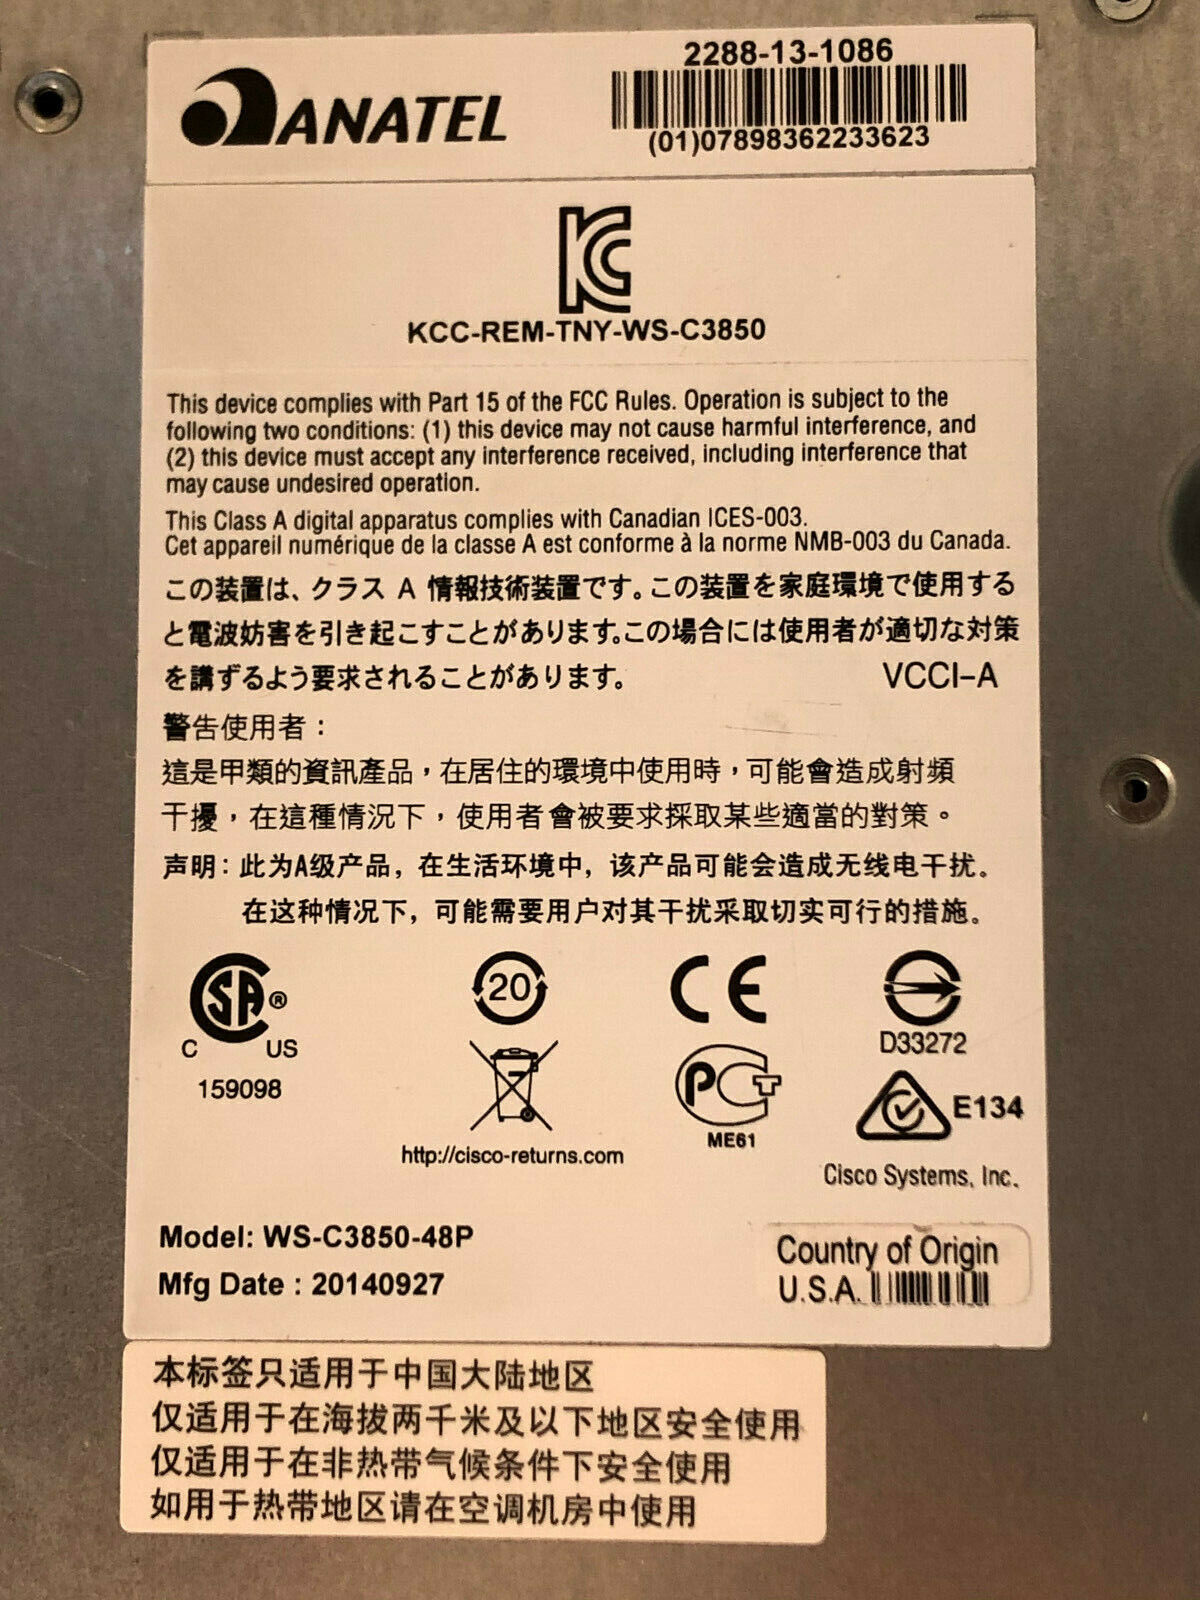 ANATEL
2288-13-1086
(01)07898362233623
KC
KCC-REM-TNY-WS-C3850
This device complies with Part 15 of the FCC Rules. Operation is subject to the
following two conditions: (1) this device may not cause harmful interference, and
(2) this device must accept any interference received, including interference that
may cause undesired operation.
This Class A digital apparatus complies with Canadian ICES-003.
Cet appareil numérique de la classe A est conforme à la norme NMB-003 du Canada.
この装置は、クラス A 情報技術装置です。この装置を家庭環境で使用する
と電波妨害を引き起こすことがあります。この場合には使用者が適切な対策
を講ずるよう要求されることがあります。 VCCI-A
警告使用者：
這是甲類的資訊產品，在居住的環境中使用時，可能會造成射頻
干擾，在這種情況下，使用者會被要求採取某些適當的對策。
声明：此为A级产品，在生活环境中，该产品可能会造成无线电干扰。
在这种情况下，可能需要用户对其干扰采取切实可行的措施。
SA ®
C US
159098
20
http://cisco-returns.com
CE
PCT
ME61
D33272
E134
Cisco Systems, Inc.
Model: WS-C3850-48P
Mfg Date : 20140927
Country of Origin
U.S.A.
本标签只适用于中国大陆地区
仅适用于在海拔两千米及以下地区安全使用
仅适用于在非热带气候条件下安全使用
如用于热带地区请在空调机房中使用